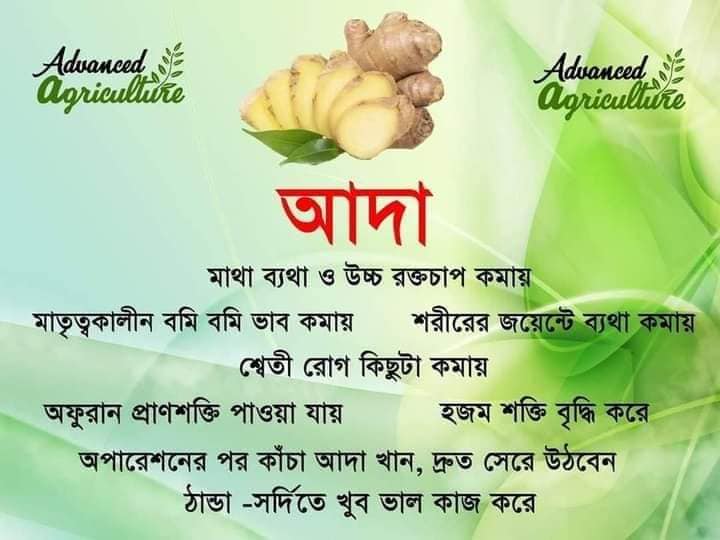 Advanced
Agriculture
Advanced
Agriculture
আদা
মাথা ব্যথা ও উচ্চ রক্তচাপ কমায়
মাতৃত্বকালীন বমি বমি ভাব কমায় শরীরের জয়েন্টে ব্যথা কমায়
শ্বেতী রোগ কিছুটা কমায়
অফুরান প্রাণশক্তি পাওয়া যায় হজম শক্তি বৃদ্ধি করে
অপারেশনের পর কাঁচা আদা খান, দ্রুত সেরে উঠবেন
ঠান্ডা -সর্দিতে খুব ভাল কাজ করে